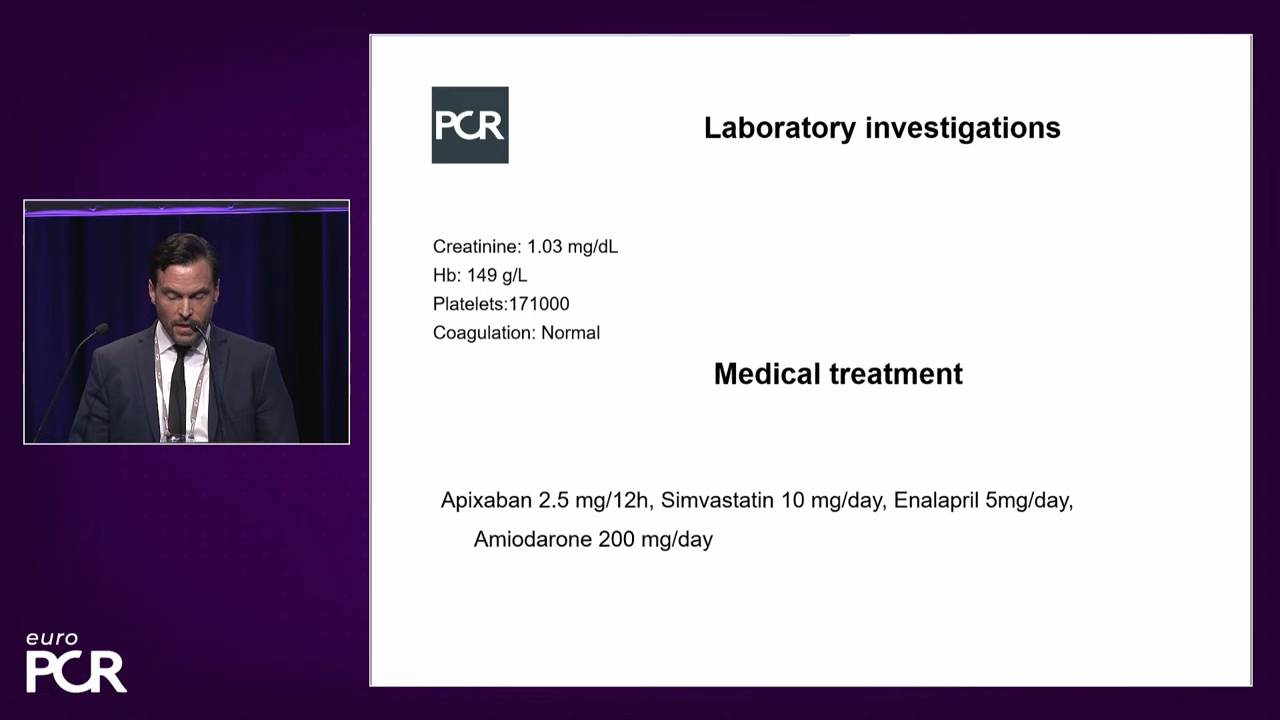 PCR
Laboratory investigations
Creatinine: 1.03 mg/dL
Hb: 149 g/L
Platelets:171000
Coagulation: Normal
Medical treatment
Apixaban 2.5 mg/12h, Simvastatin 10 mg/day, Enalapril 5mg/day,
Amiodarone 200 mg/day
euro
PCR